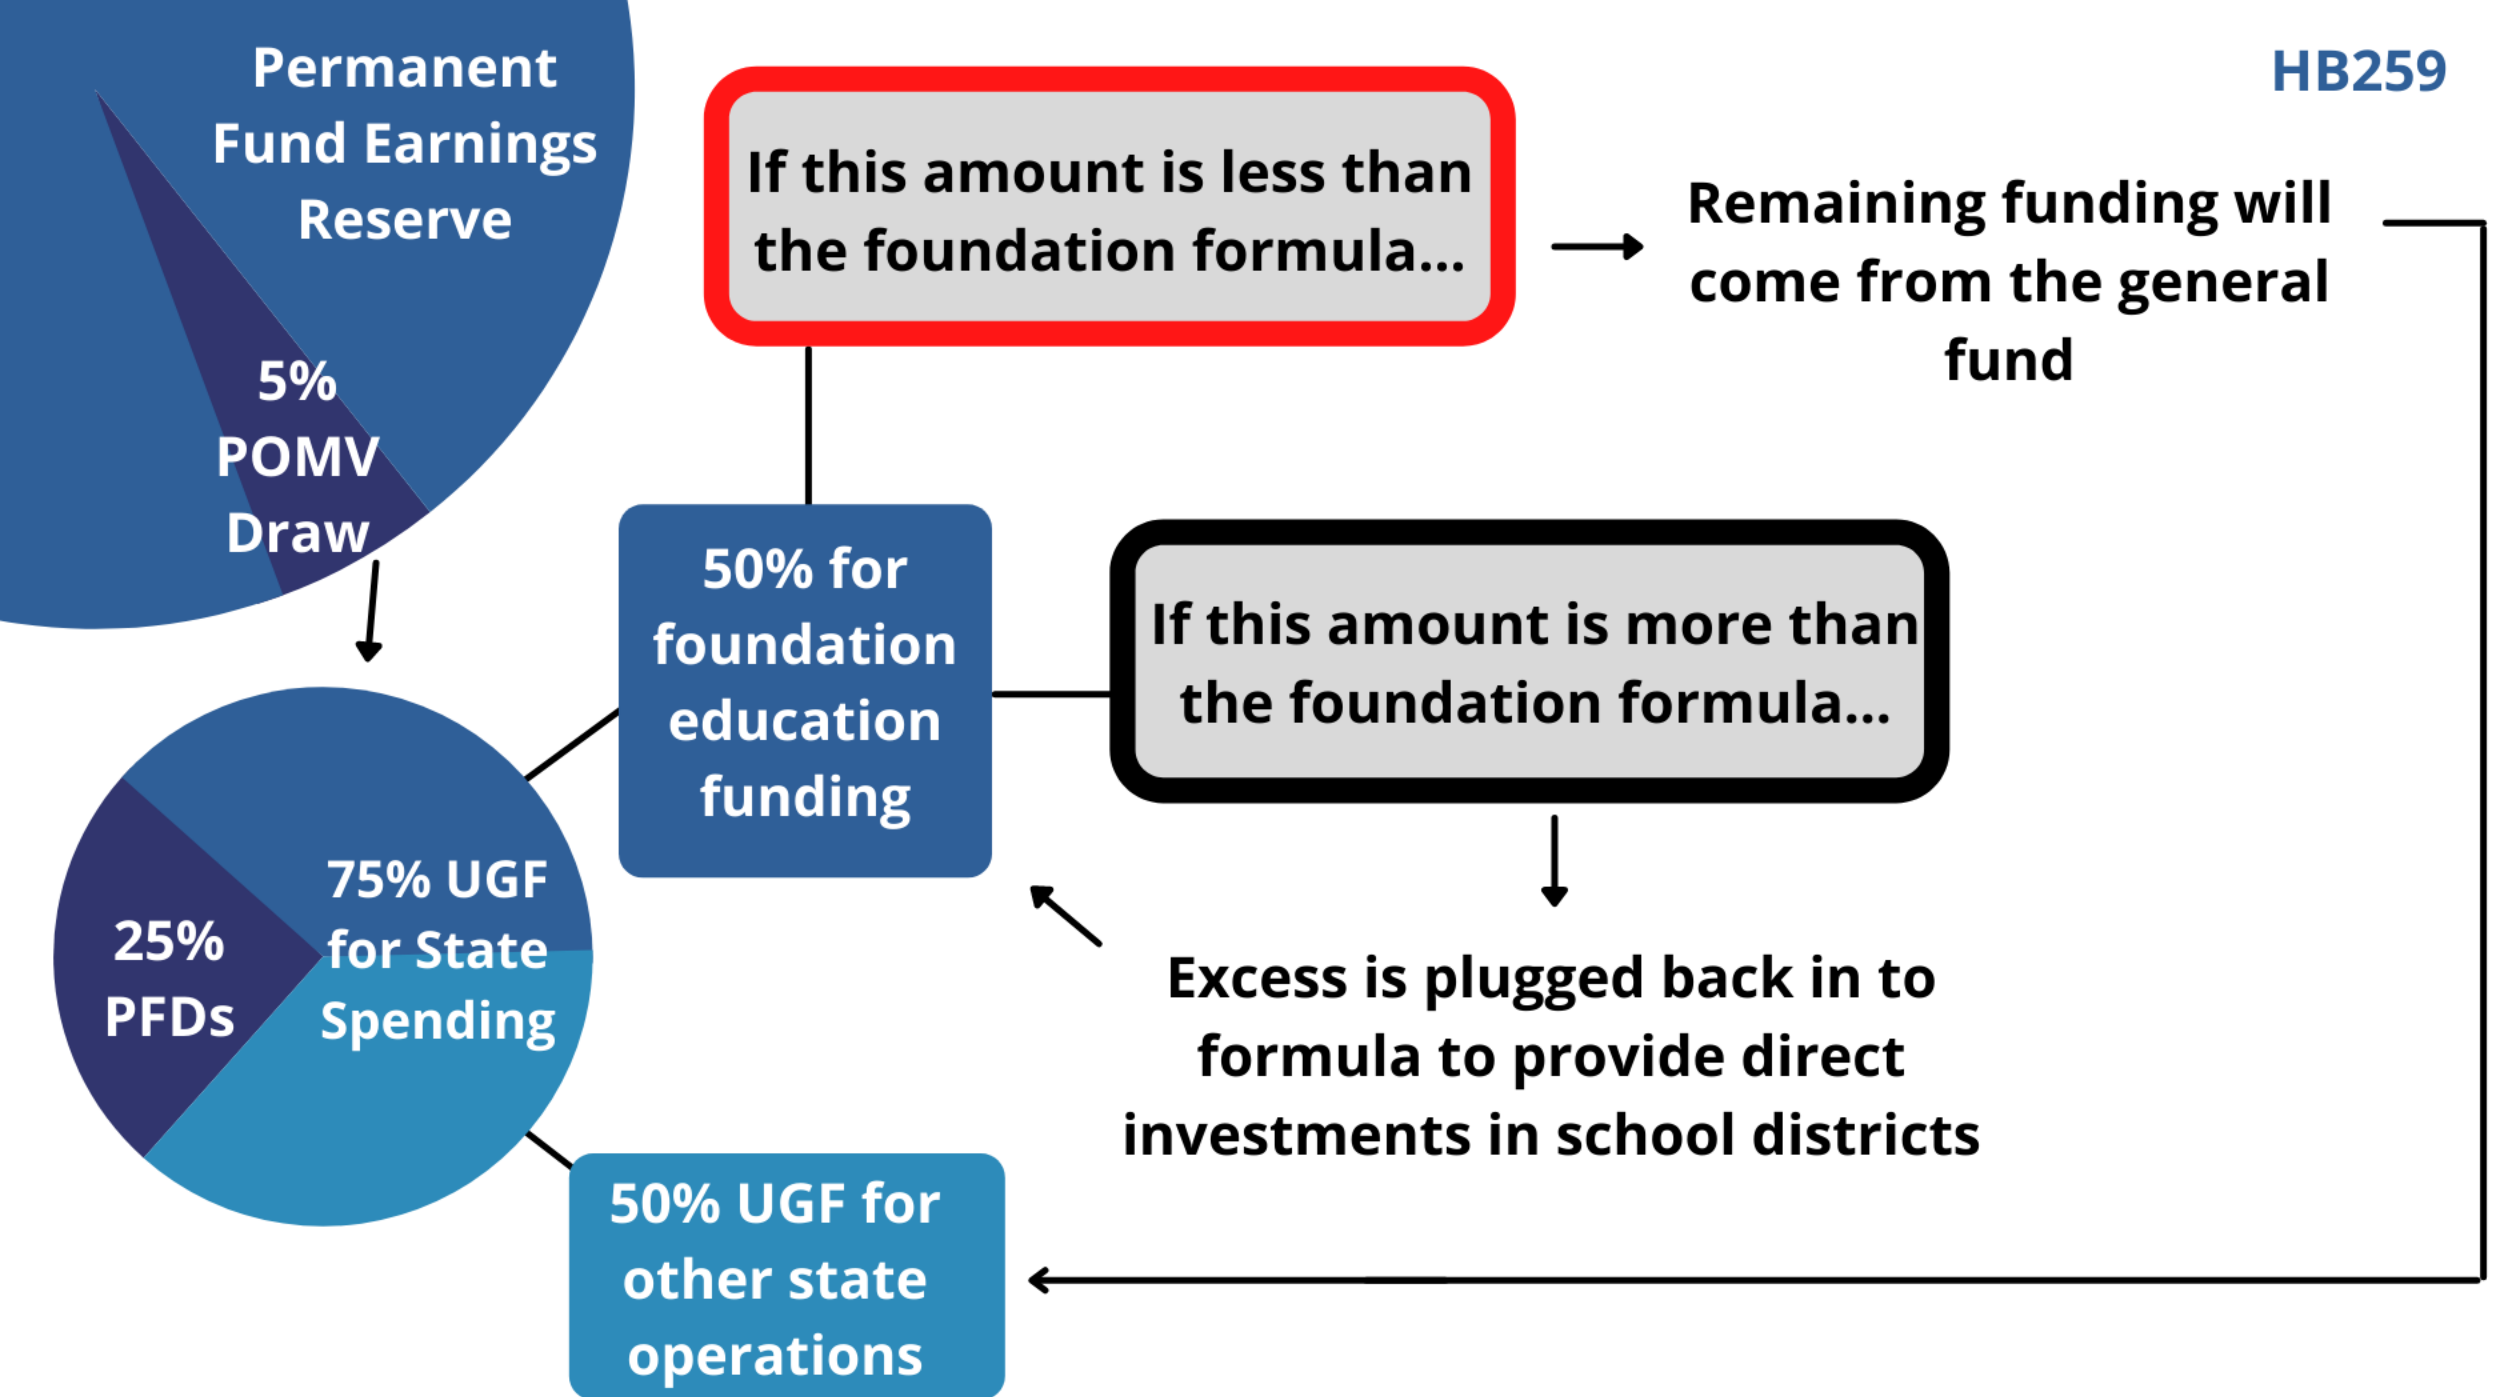 Permanent
Fund Earnings
Reserve
5%
POMV
Draw
If this amount is less than
the foundation formula...
HB259
Remaining funding will
come from the general
fund
50% for
foundation
education
funding
If this amount is more than
the foundation formula...
75% UGF
for State
Spending
25%
PFDs
Excess is plugged back in to
formula to provide direct
investments in school districts
50% UGF for
other state
operations